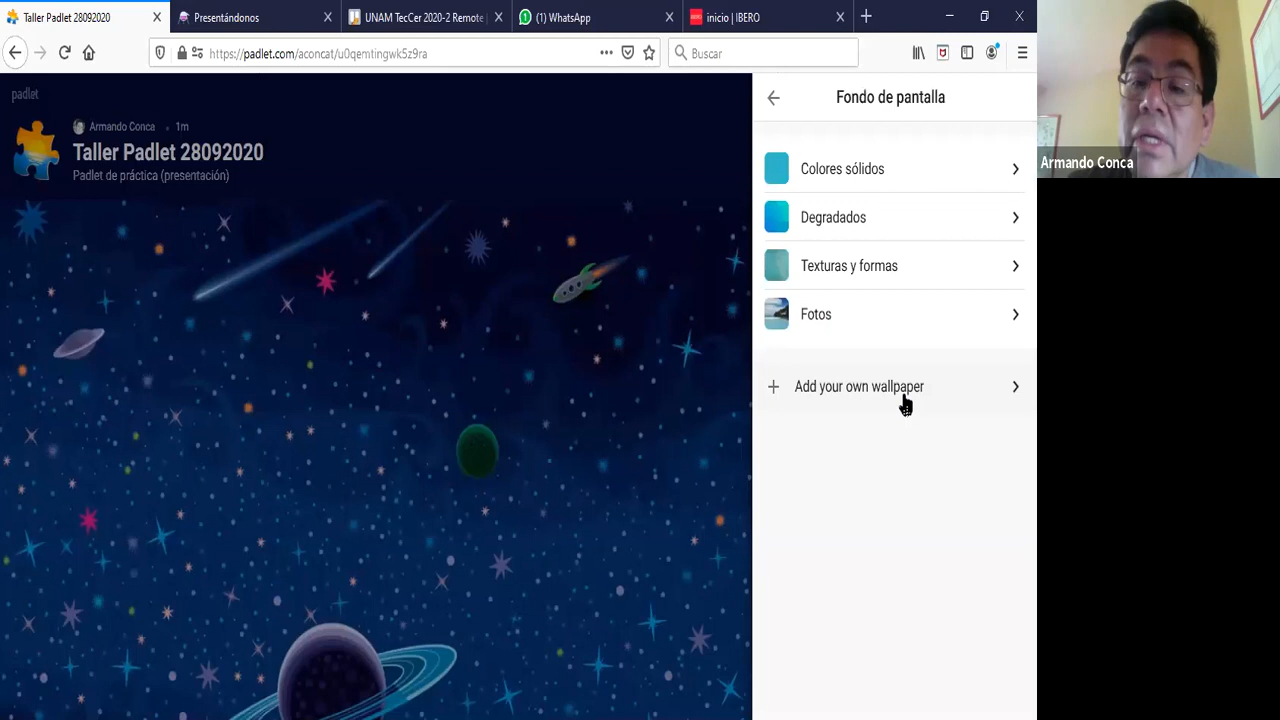 Taller Padlet 28092020
Presentándonos
UNAM TecCer 2020-2 Remote
(1) WhatsApp
inicio | IBERO
https://padlet.com/aconcat/u0qemtingwk5z9ra
Buscar
padlet
Armando Conca • 1m
Taller Padlet 28092020
Padlet de práctica (presentación)
Fondo de pantalla
Colores sólidos
Degradados
Texturas y formas
Fotos
Add your own wallpaper
Armando Conca